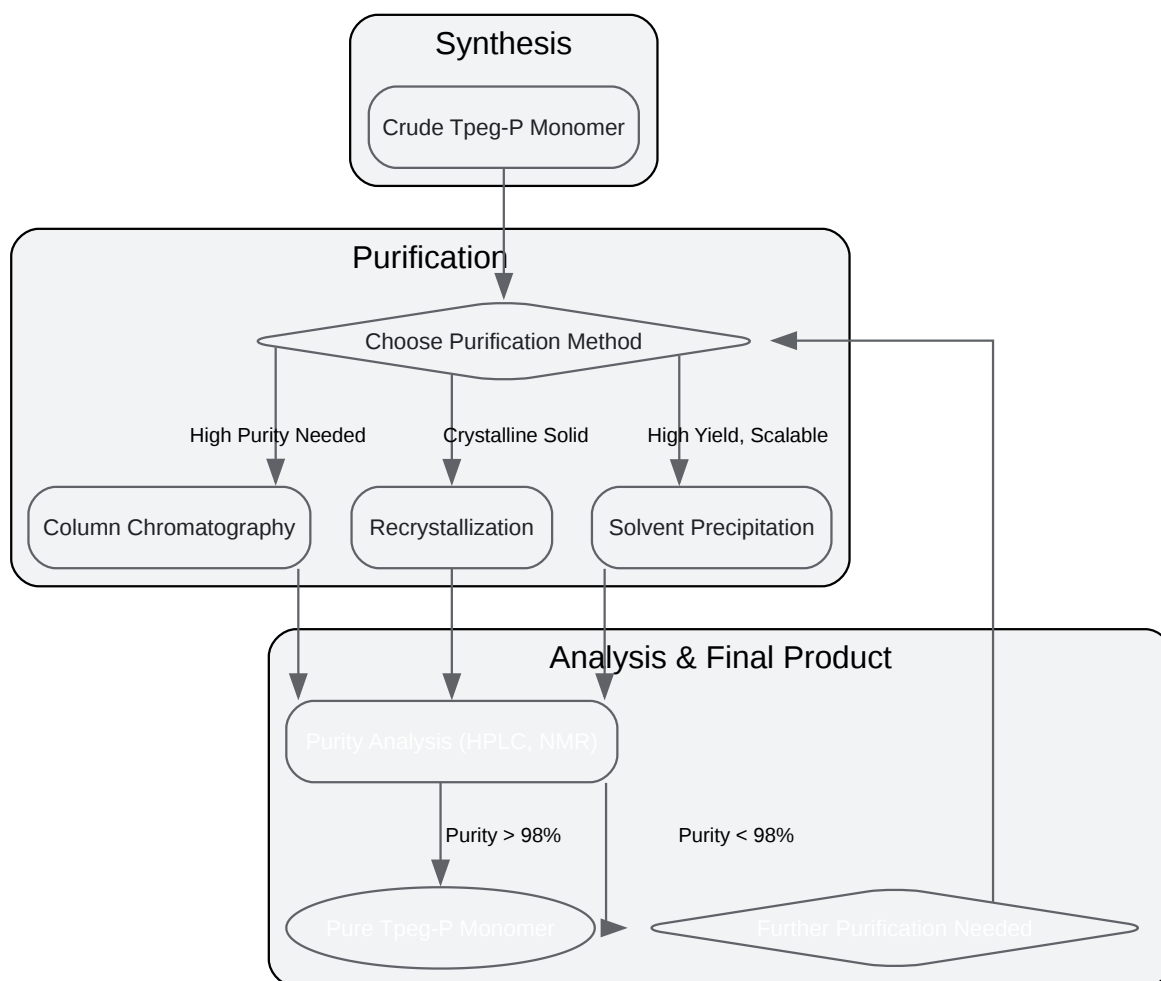 Synthesis
Crude Tpeg-P Monomer
Purification
Choose Purification Method
High Purity Needed
Crystalline Solid
High Yield, Scalable
Column Chromatography
Recrystallization
Solvent Precipitation
Analysis & Final Product
Purity Analysis (HPLC, NMR)
Purity > 98%
Purity < 98%
Pure Tpeg-P Monomer
Further Purification Needed